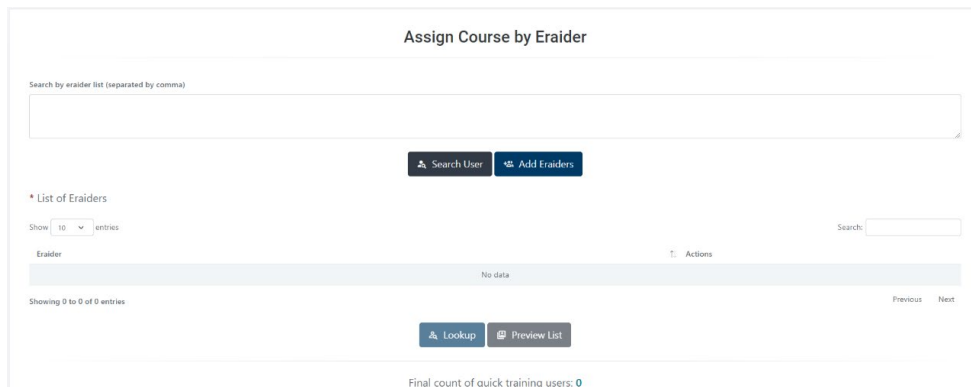 Assign Course by Eraider
Search by eraider list (separated by comma)
Search User Add Eraiders
* List of Eraiders
Show 10 entries Search:
Eraider Actions
No data
Showing 0 to 0 of 0 entries Previous Next
Lookup Preview List
Final count of quick training users: 0